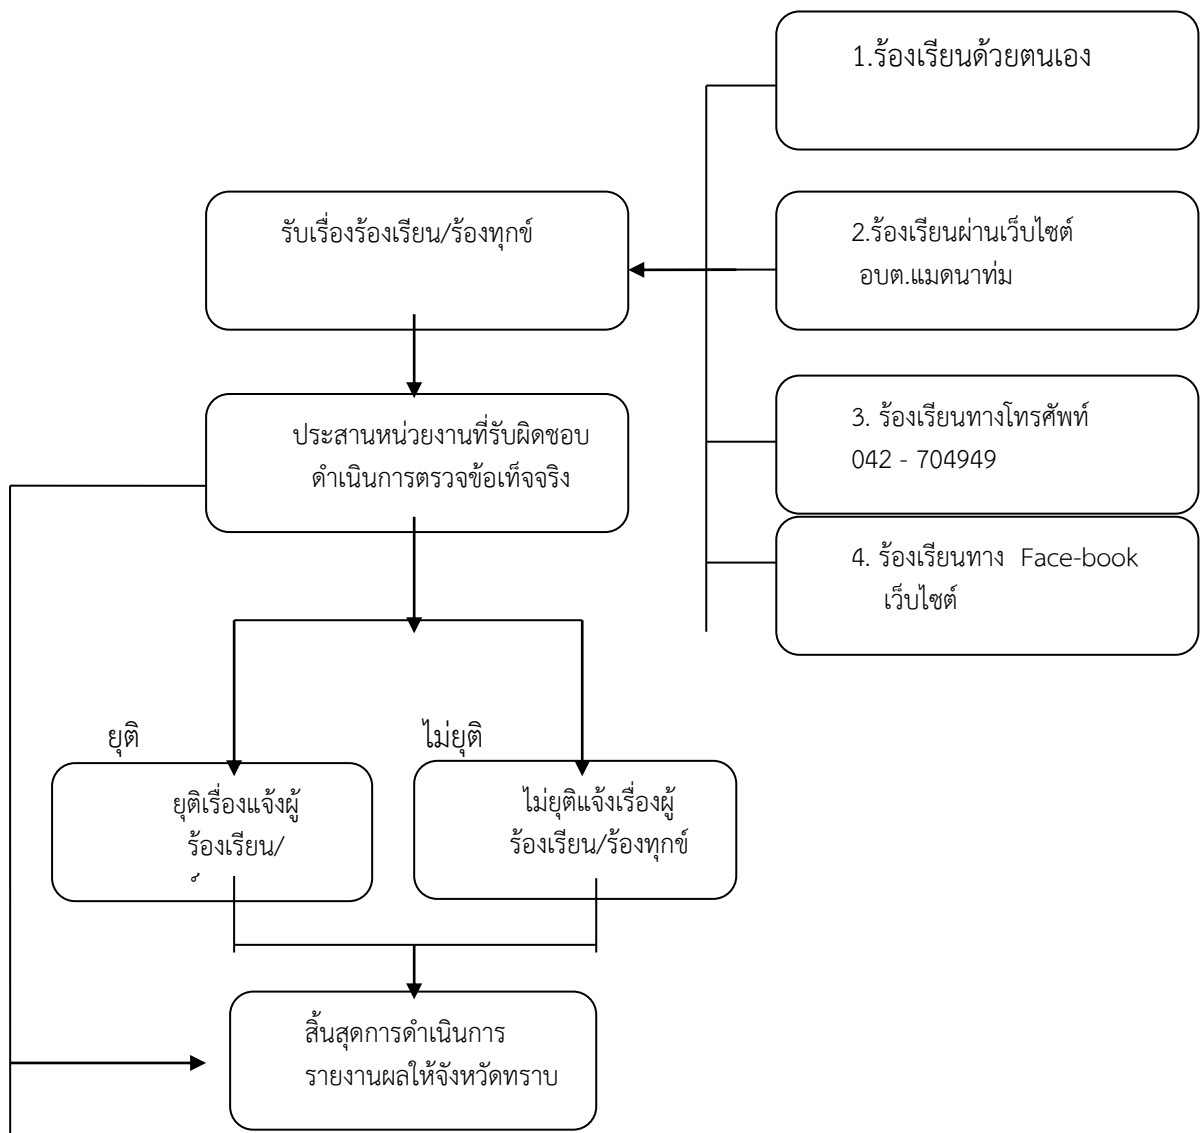 1.ร้องเรียนด้วยตนเอง
รับเรื่องร้องเรียน/ร้องทุกข์
2.ร้องเรียนผ่านเว็บไซต์
อบต.แมดนาท่ม
ประสานหน่วยงานที่รับผิดชอบ
ดำเนินการตรวจข้อเท็จจริง
3. ร้องเรียนทางโทรศัพท์
042 - 704949
4. ร้องเรียนทาง Face-book
เว็บไซต์
ยุติ
ไม่ยุติ
ยุติเรื่องแจ้งผู้
ร้องเรียน/
ไม่ยุติแจ้งเรื่องผู้
ร้องเรียน/ร้องทุกข์
สิ้นสุดการดำเนินการ
รายงานผลให้จังหวัดทราบ